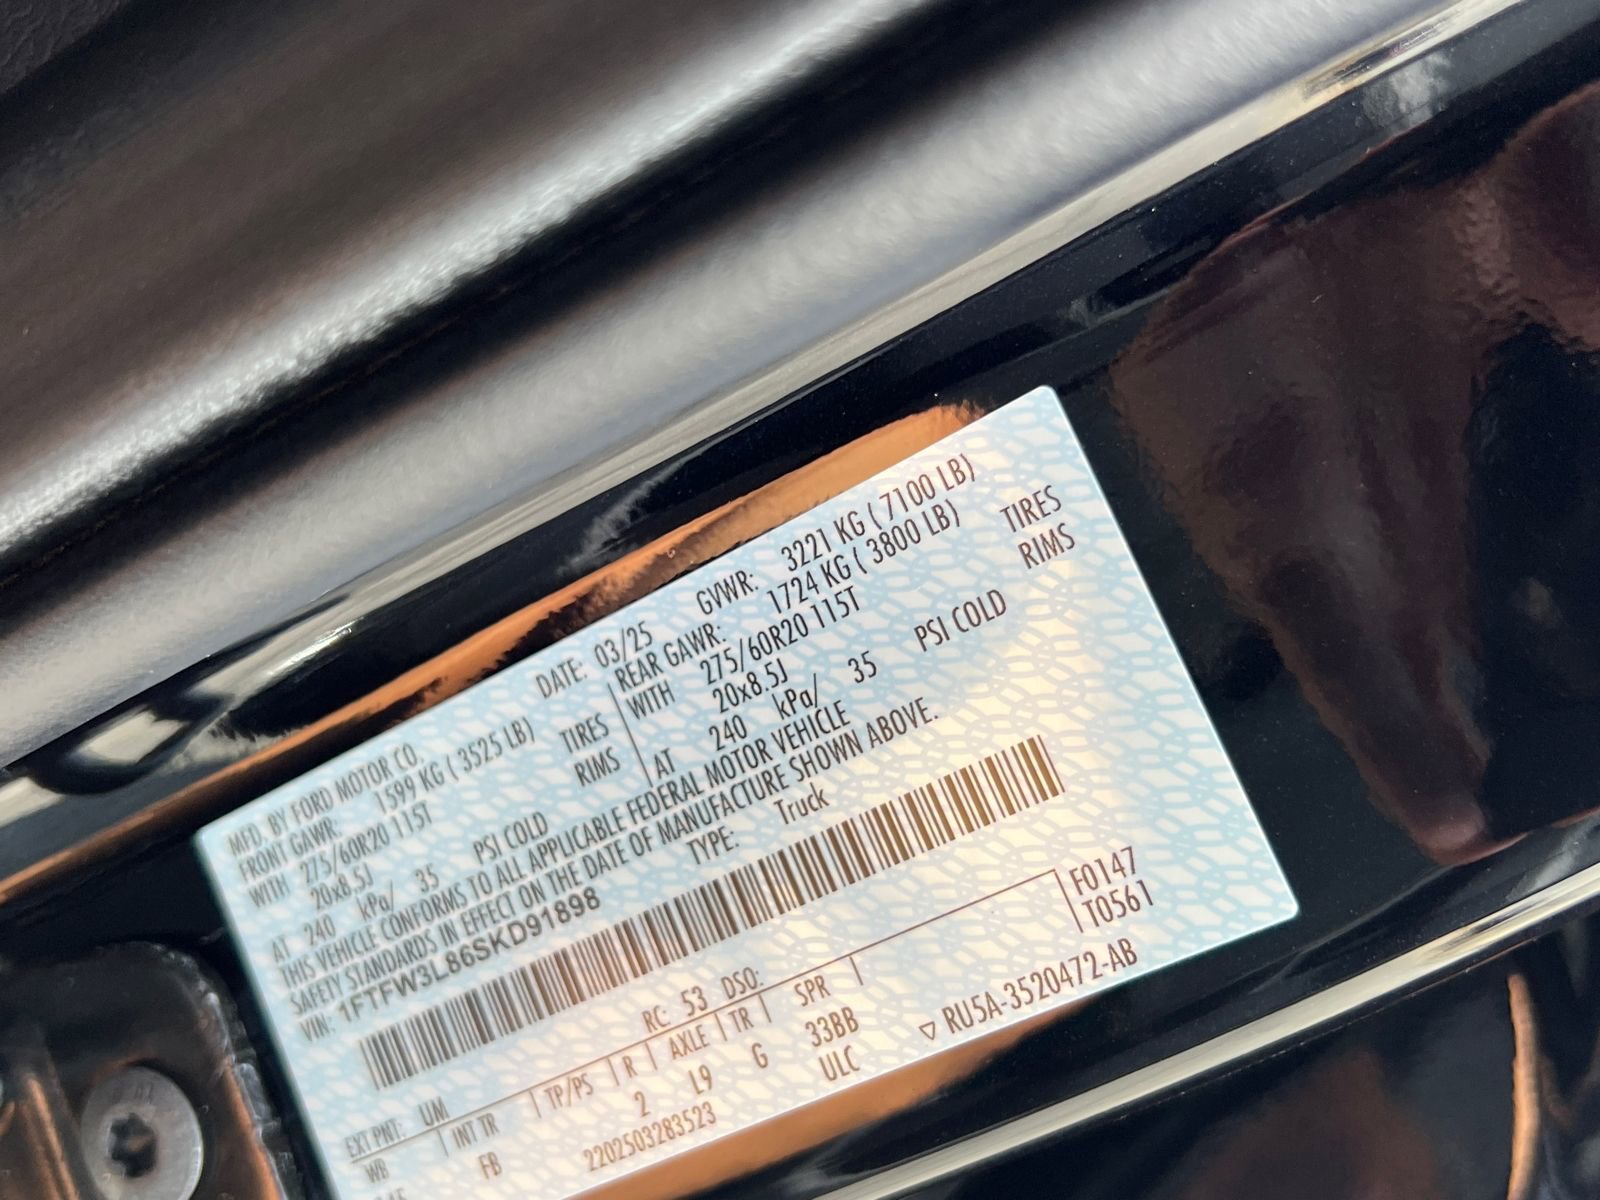 MFD. BY FORD MOTOR CO.
DATE: 03/25
GVWR: 3221 KG ( 7100 LB)
FRONT GAWR: 1599 KG ( 3525 LB)
REAR GAWR: 1724 KG ( 3800 LB)
WITH 275/60R20 115T TIRES
WITH 275/60R20 115T TIRES
20x8.5J RIMS
20x8.5J RIMS
AT 240 kPa/ 35 PSI COLD
AT 240 kPa/ 35 PSI COLD
THIS VEHICLE CONFORMS TO ALL APPLICABLE FEDERAL MOTOR VEHICLE
SAFETY STANDARDS IN EFFECT ON THE DATE OF MANUFACTURE SHOWN ABOVE.
VIN: 1FTFW3L86SKD91898
TYPE: Truck
EXT PNT: UM RC: 53 DSO:
WB INT TR TP/PS R AXLE TR SPR
F0147
T0561
FB 2 L9 G 33BB
2202503283523 ULC
RU5A-3520472-AB